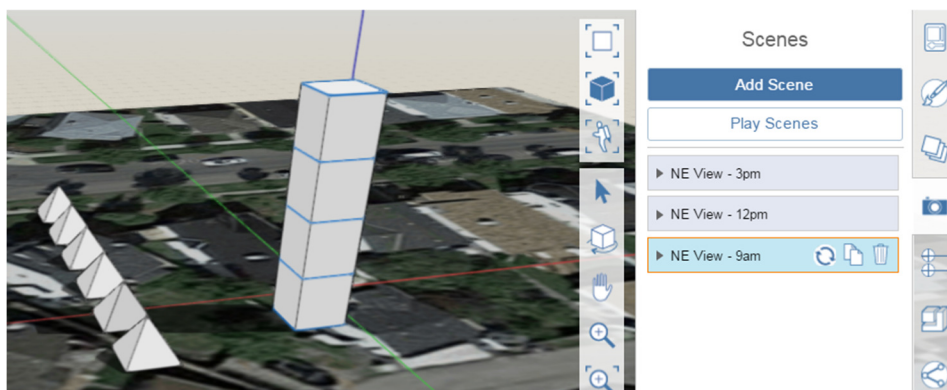 Scenes
Add Scene
Play Scenes
NE View - 3pm
NE View - 12pm
NE View - 9am